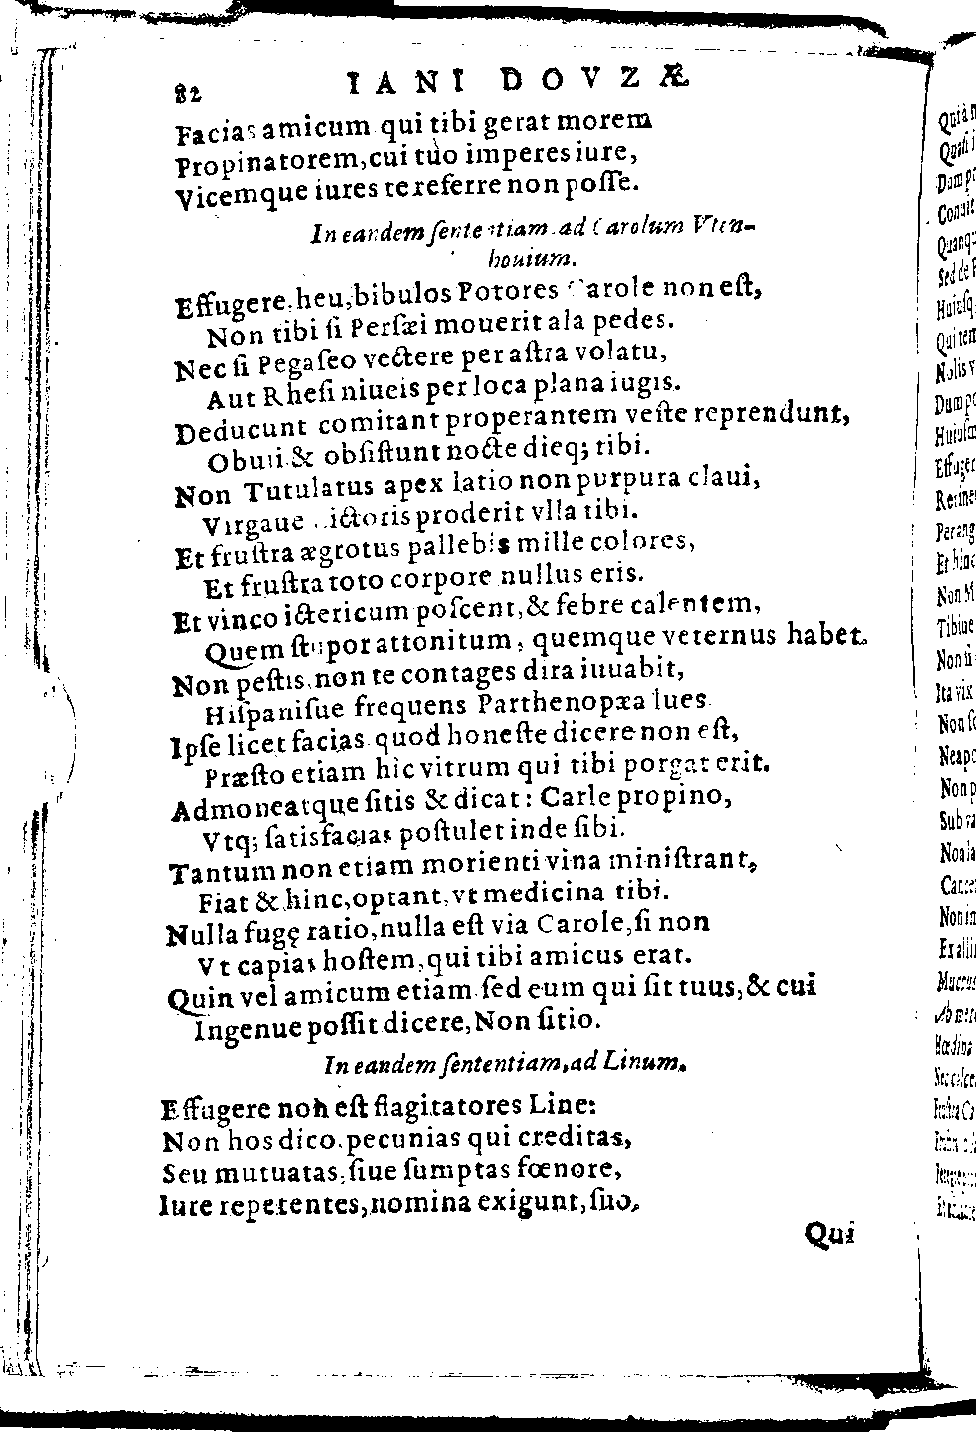 82 IANI DOVZÆ
Facias amicum qui tibi gerat morem
Propinatorem, cui tuo imperes iure,
Vicemque iures te referre non posse.
In eandem sententiam ad Carolum Vten-
houium.
Effugere, heu, bibulos Potores Carole non est,
Non tibi si Persæi mouerit ala pedes.
Nec si Pegaseo vectere per astra volatu,
Aut Rhesi niueis per loca plana iugis.
Deducunt comitant properantem veste reprendunt,
Obuii & obsistunt nocte dieq; tibi.
Non Tutulatus apex latio non purpura claui,
Virgaue lictoris proderit vlla tibi.
Et frustra ægrotus pallebis mille colores,
Et frustra toto corpore nullus eris.
Et vinco ictericum poscent, & febre calentem,
Quem stupor attonitum, quemque veternus habet.
Non pestis, non te contages dira iuuabit,
Hispanisue frequens Parthenopæa lues
Ipse licet facias quod honeste dicere non est,
Præsto etiam hic vitrum qui tibi porgat erit.
Admoneatque sitis & dicat: Carle propino,
Vtq; satisfacias postulet inde sibi.
Tantum non etiam morienti vina ministrant,
Fiat & hinc, optant, vt medicina tibi.
Nulla fugę ratio, nulla est via Carole, si non
Vt capias hostem, qui tibi amicus erat.
Quin vel amicum etiam sed eum qui sit tuus, & cui
Ingenue possit dicere, Non sitio.
In eandem sententiam, ad Linum.
Effugere non est flagitatores Line:
Non hos dico, pecunias qui creditas,
Seu mutuatas, siue sumptas fœnore,
Iure repetentes, nomina exigunt, suo,
Qui